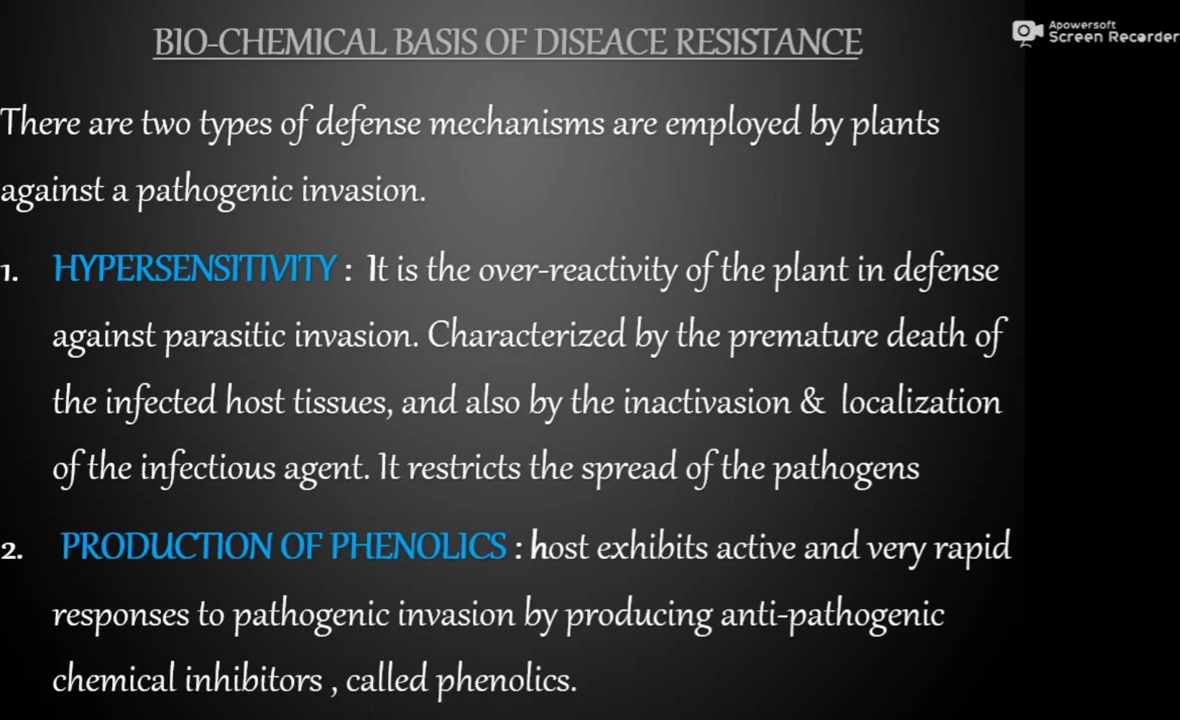 BIO-CHEMICAL BASIS OF DISEACE RESISTANCE
Apowersoft
Screen Recorder
There are two types of defense mechanisms are employed by plants
against a pathogenic invasion.
1. HYPERSENSITIVITY : It is the over-reactivity of the plant in defense
against parasitic invasion. Characterized by the premature death of
the infected host tissues, and also by the inactivasion & localization
of the infectious agent. It restricts the spread of the pathogens
2. PRODUCTION OF PHENOLICS : host exhibits active and very rapid
responses to pathogenic invasion by producing anti-pathogenic
chemical inhibitors , called phenolics.